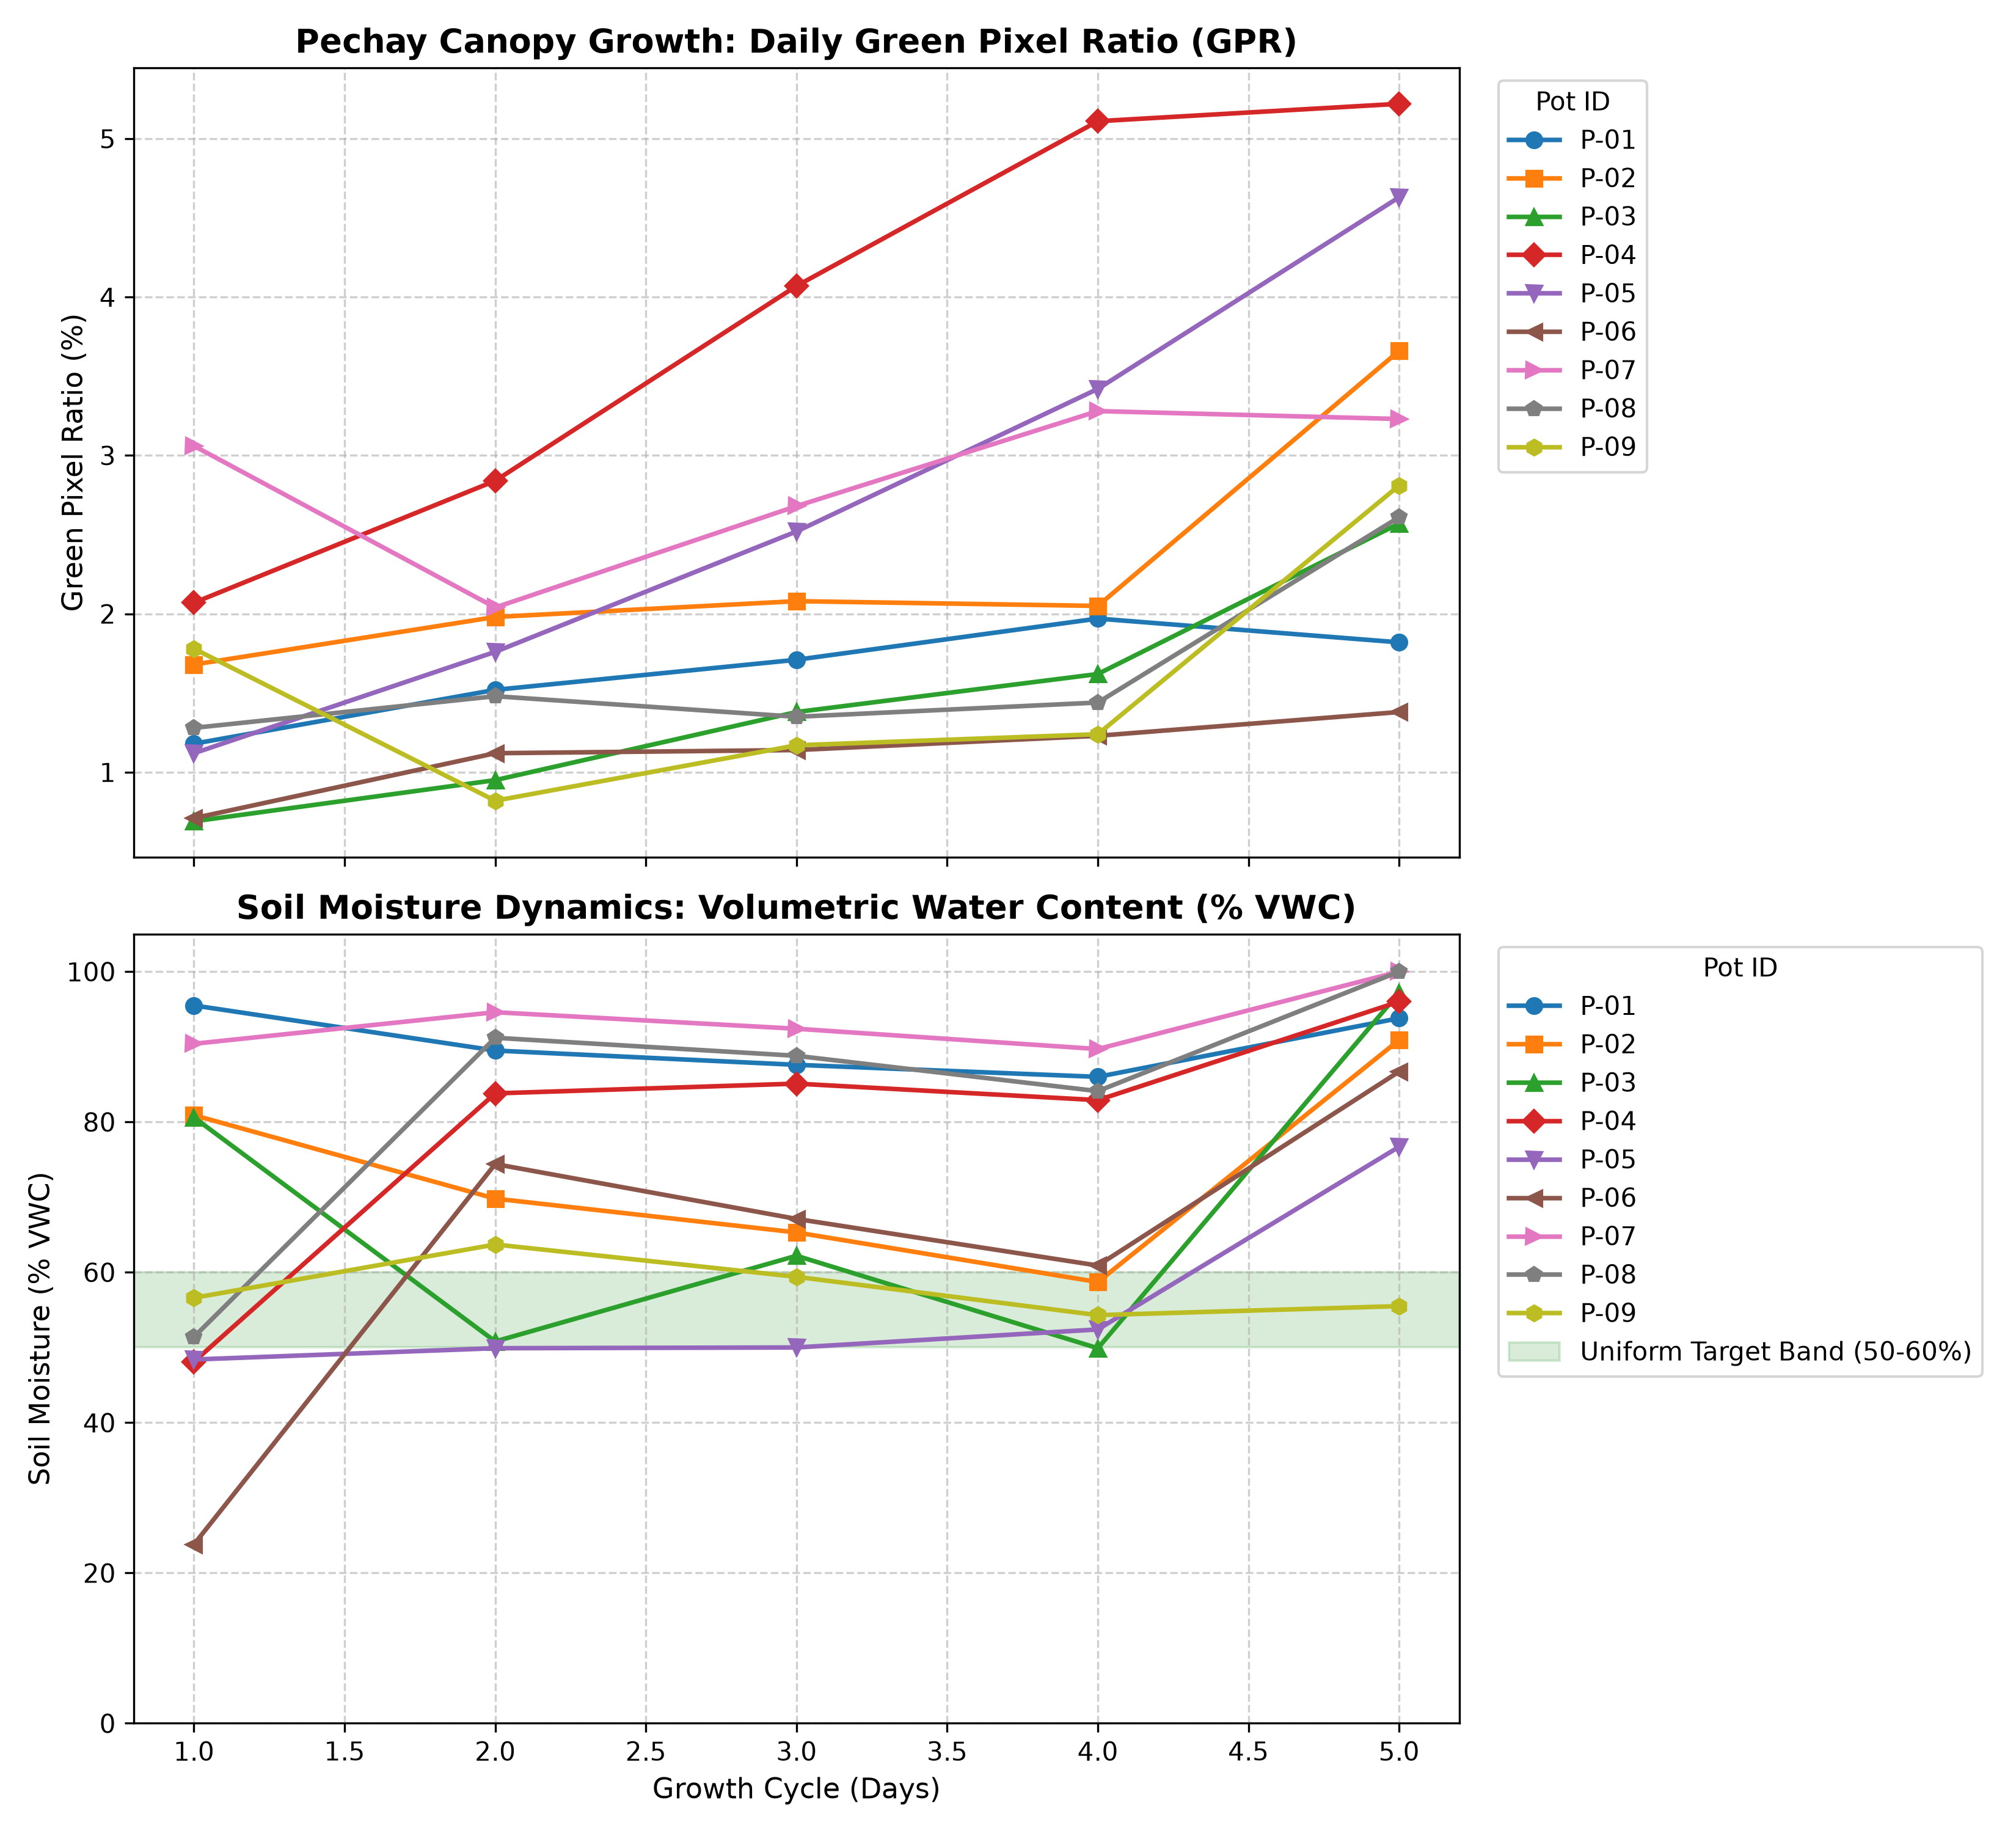 Pechay Canopy Growth: Daily Green Pixel Ratio (GPR)
Green Pixel Ratio (%)
5
4
3
2
1
Pot ID
P-01
P-02
P-03
P-04
P-05
P-06
P-07
P-08
P-09
Soil Moisture Dynamics: Volumetric Water Content (% VWC)
Soil Moisture (% VWC)
100
80
60
40
20
0
1.0 1.5 2.0 2.5 3.0 3.5 4.0 4.5 5.0
Growth Cycle (Days)
Pot ID
P-01
P-02
P-03
P-04
P-05
P-06
P-07
P-08
P-09
Uniform Target Band (50-60%)